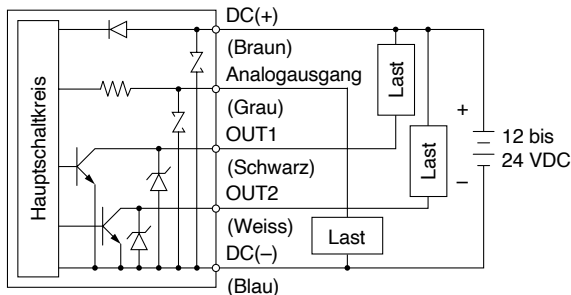 DC(+)
(Braun)
Analogausgang
(Grau)
OUT1
(Schwarz)
OUT2
(Weiss)
DC(–)
(Blau)
Hauptschaltkreis
Last
Last
Last
+
12 bis
24 VDC
–